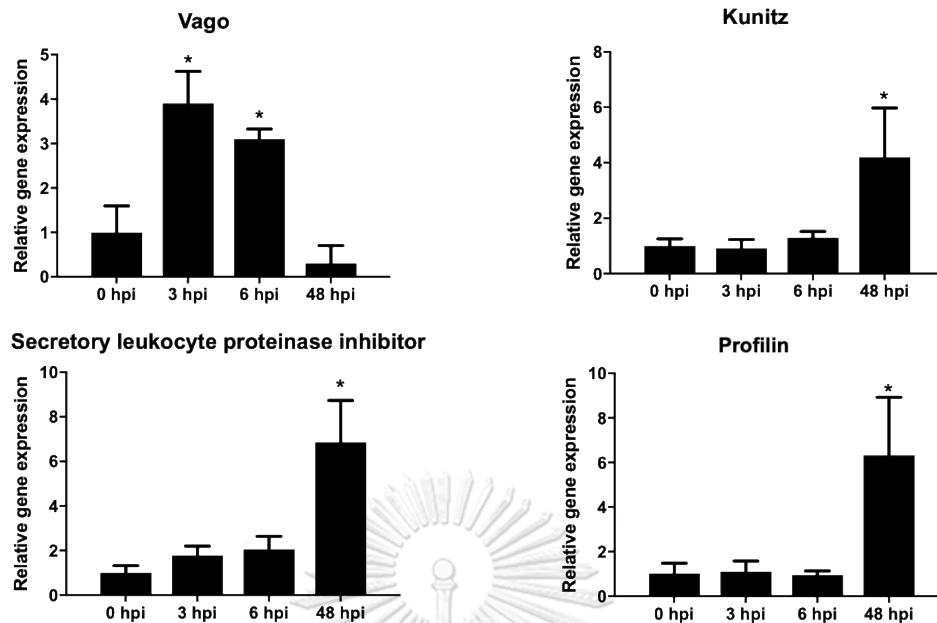 Vago
Relative gene expression
5
4
3
2
1
0
* *
0 hpi 3 hpi 6 hpi 48 hpi
Kunitz
Relative gene expression
8
6
4
2
0
*
0 hpi 3 hpi 6 hpi 48 hpi
Secretory leukocyte proteinase inhibitor
Relative gene expression
10
8
6
4
2
0
*
0 hpi 3 hpi 6 hpi 48 hpi
Profilin
Relative gene expression
10
8
6
4
2
0
*
0 hpi 3 hpi 6 hpi 48 hpi